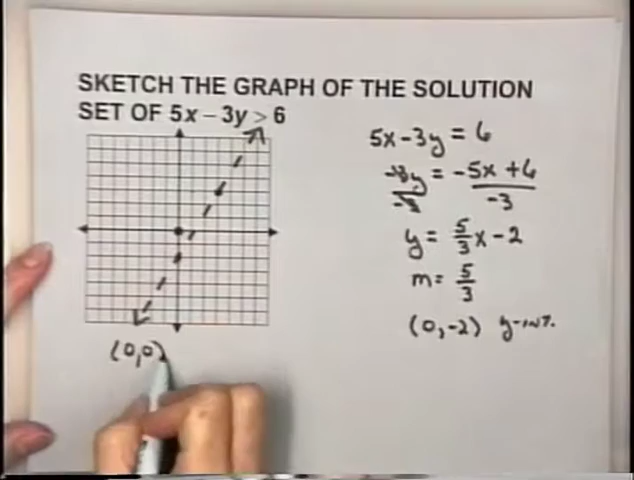 SKETCH THE GRAPH OF THE SOLUTION
SET OF 5x – 3y > 6
5x-3y = 6
-3y = -5x + 6
-3 -3
y = 5/3 x - 2
m = 5/3
(0, -2) y-int.
(0,0)